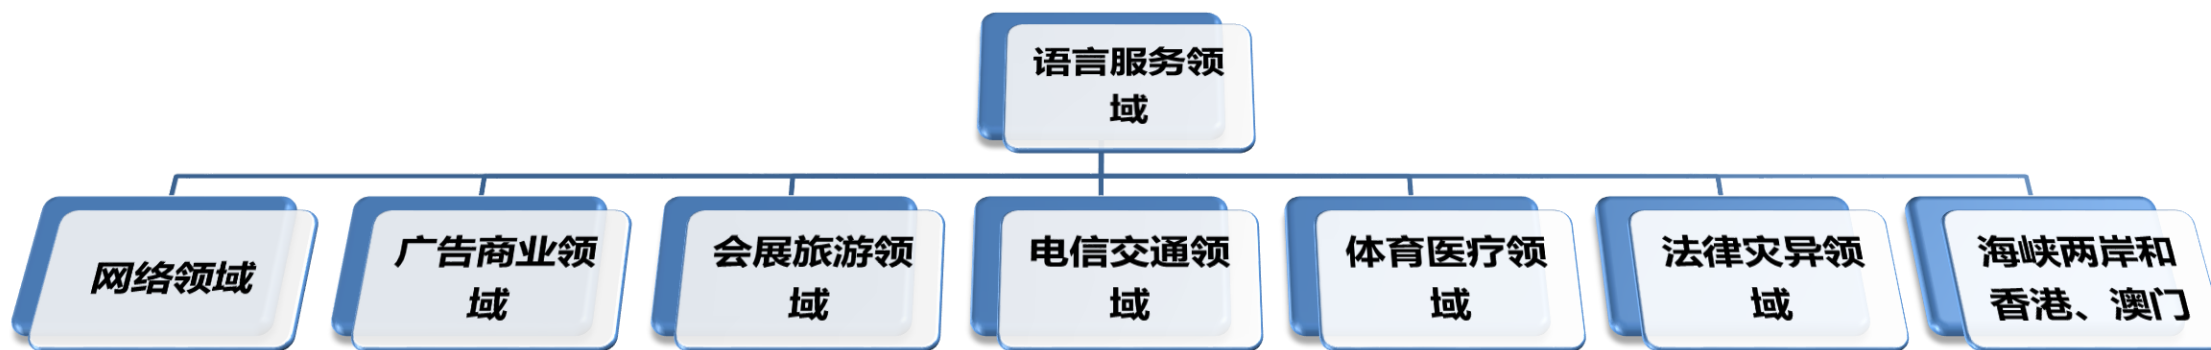 语言服务领
域
网络领域
广告商业领
域
会展旅游领
域
电信交通领
域
体育医疗领
域
法律灾异领
域
海峡两岸和
香港、澳门